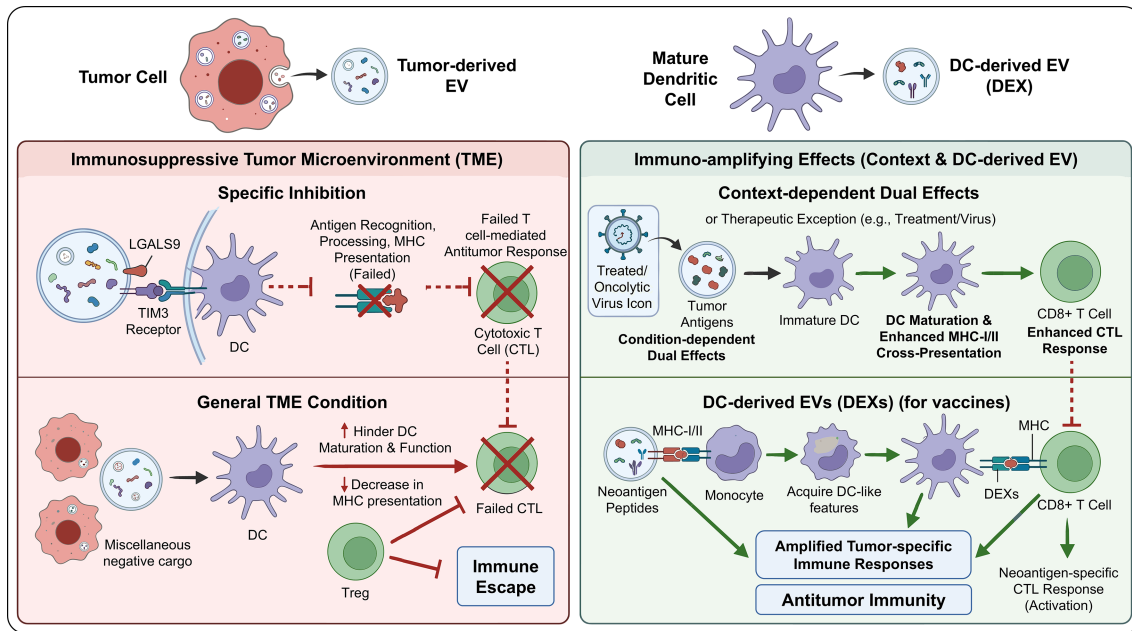 Tumor Cell
Tumor-derived
EV
Mature
Dendritic
Cell
DC-derived EV
(DEX)
Immunosuppressive Tumor Microenvironment (TME)
Specific Inhibition
LGALS9
TIM3
Receptor
DC
Antigen Recognition,
Processing, MHC
Presentation
(Failed)
Failed T
cell-mediated
Antitumor Response
Cytotoxic T
Cell (CTL)
General TME Condition
Miscellaneous
negative cargo
DC
Hinder DC
Maturation & Function
Decrease in
MHC presentation
Failed CTL
Treg
Immune
Escape
Immuno-amplifying Effects (Context & DC-derived EV)
Context-dependent Dual Effects
or Therapeutic Exception (e.g., Treatment/Virus)
Treated/
Oncolytic
Virus Icon
Tumor
Antigens
Condition-dependent
Dual Effects
Immature DC
DC Maturation &
Enhanced MHC-I/II
Cross-Presentation
CD8+ T Cell
Enhanced CTL
Response
DC-derived EVs (DEXs) (for vaccines)
MHC-I/II
Neoantigen
Peptides
Monocyte
Acquire DC-like
features
MHC
DEXs
CD8+ T Cell
Amplified Tumor-specific
Immune Responses
Antitumor Immunity
Neoantigen-specific
CTL Response
(Activation)